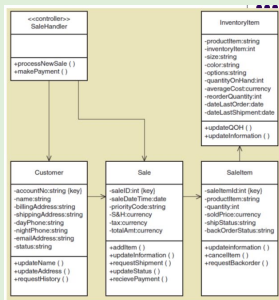 <<controller>>
SaleHandler
+processNewSale ( )
+makePayment ( )
InventoryItem
-productItem:string
-inventoryItem:int
-size:string
-color:string
-options:string
-quantityOnHand:int
-averageCost:currency
-reorderQuantity:int
-dateLastOrder:date
-dateLastShipment:date
+updateQOH ( )
+updateInformation ( )
Customer
-accountNo:string {key}
-name:string
-billingAddress:string
-shippingAddress:string
-dayPhone:string
-nightPhone:string
-emailAddress:string
-status:string
+updateName ( )
+updateAddress ( )
+requestHistory ( )
Sale
-saleID:int {key}
-saleDateTime:date
-priorityCode:string
-S&H:currency
-tax:currency
-totalAmt:currency
+addItem ( )
+updateInformation ( )
+requestShipment ( )
+updateStatus ( )
+recievePayment ( )
SaleItem
-saleItemId:int {key}
-productItem:string
-quantity:int
-soldPrice:currency
-shipStatus:string
-backOrderStatus:string
+updateinformation ( )
+cancelItem ( )
+requestBackorder ( )